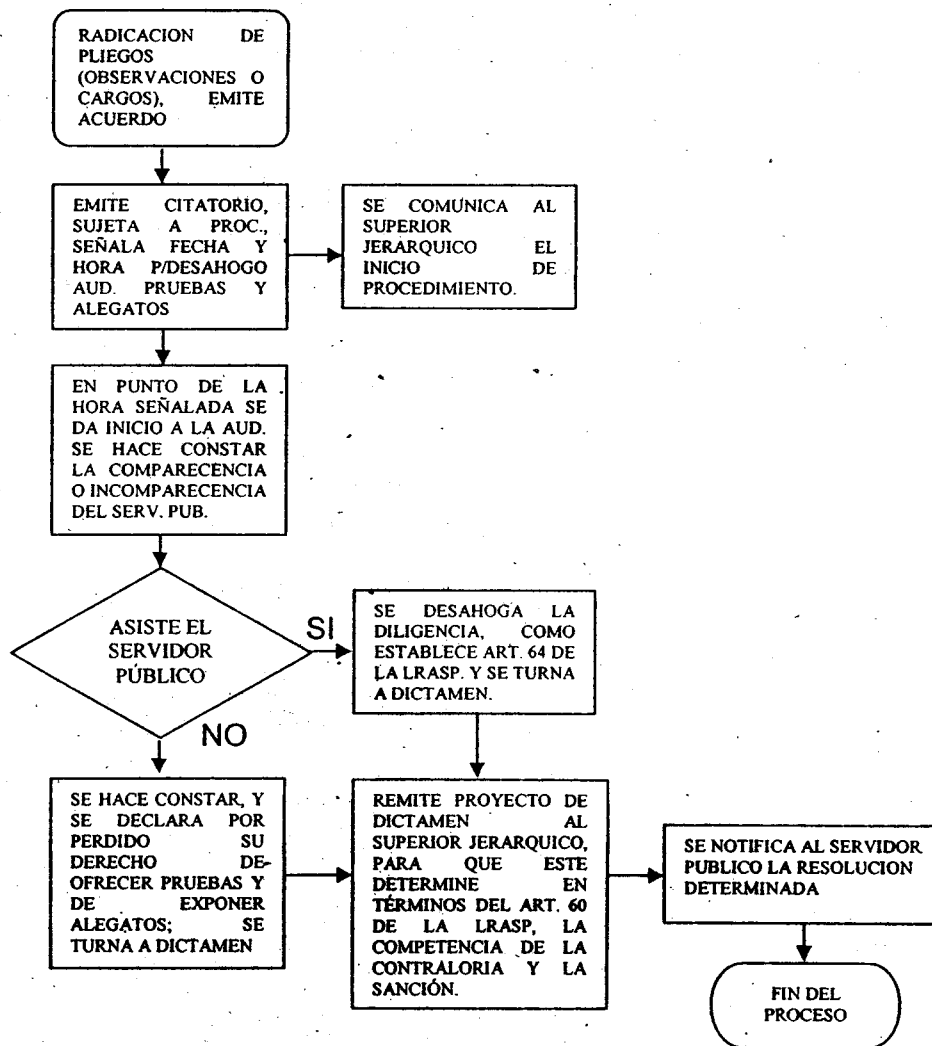 RADICACION DE
PLIEGOS
(OBSERVACIONES O
CARGOS), EMITE
ACUERDO
EMITE CITATORIO,
SUJETA A PROC.,
SEÑALA FECHA Y
HORA P/DESAHOGO
AUD. PRUEBAS Y
ALEGATOS
SE COMUNICA AL
SUPERIOR
JERARQUICO EL
INICIO DE
PROCEDIMIENTO.
EN PUNTO DE LA
HORA SEÑALADA SE
DA INICIO A LA AUD.
SE HACE CONSTAR
LA COMPARECENCIA
O INCOMPARECENCIA
DEL SERV. PUB.
ASISTE EL
SERVIDOR
PÚBLICO
SI
NO
SE DESAHOGA LA
DILIGENCIA, COMO
ESTABLECE ART. 64 DE
LA LRASP. Y SE TURNA
A DICTAMEN.
SE HACE CONSTAR, Y
SE DECLARA POR
PERDIDO SU
DERECHO DE
OFRECER PRUEBAS Y
DE EXPONER
ALEGATOS; SE
TURNA A DICTAMEN
REMITE PROYECTO DE
DICTAMEN AL
SUPERIOR JERARQUICO,
PARA QUE ESTE
DETERMINE EN
TÉRMINOS DEL ART. 60
DE LA LRASP, LA
COMPETENCIA DE LA
CONTRALORIA Y LA
SANCIÓN.
SE NOTIFICA AL SERVIDOR
PUBLICO LA RESOLUCION
DETERMINADA
FIN DEL
PROCESO